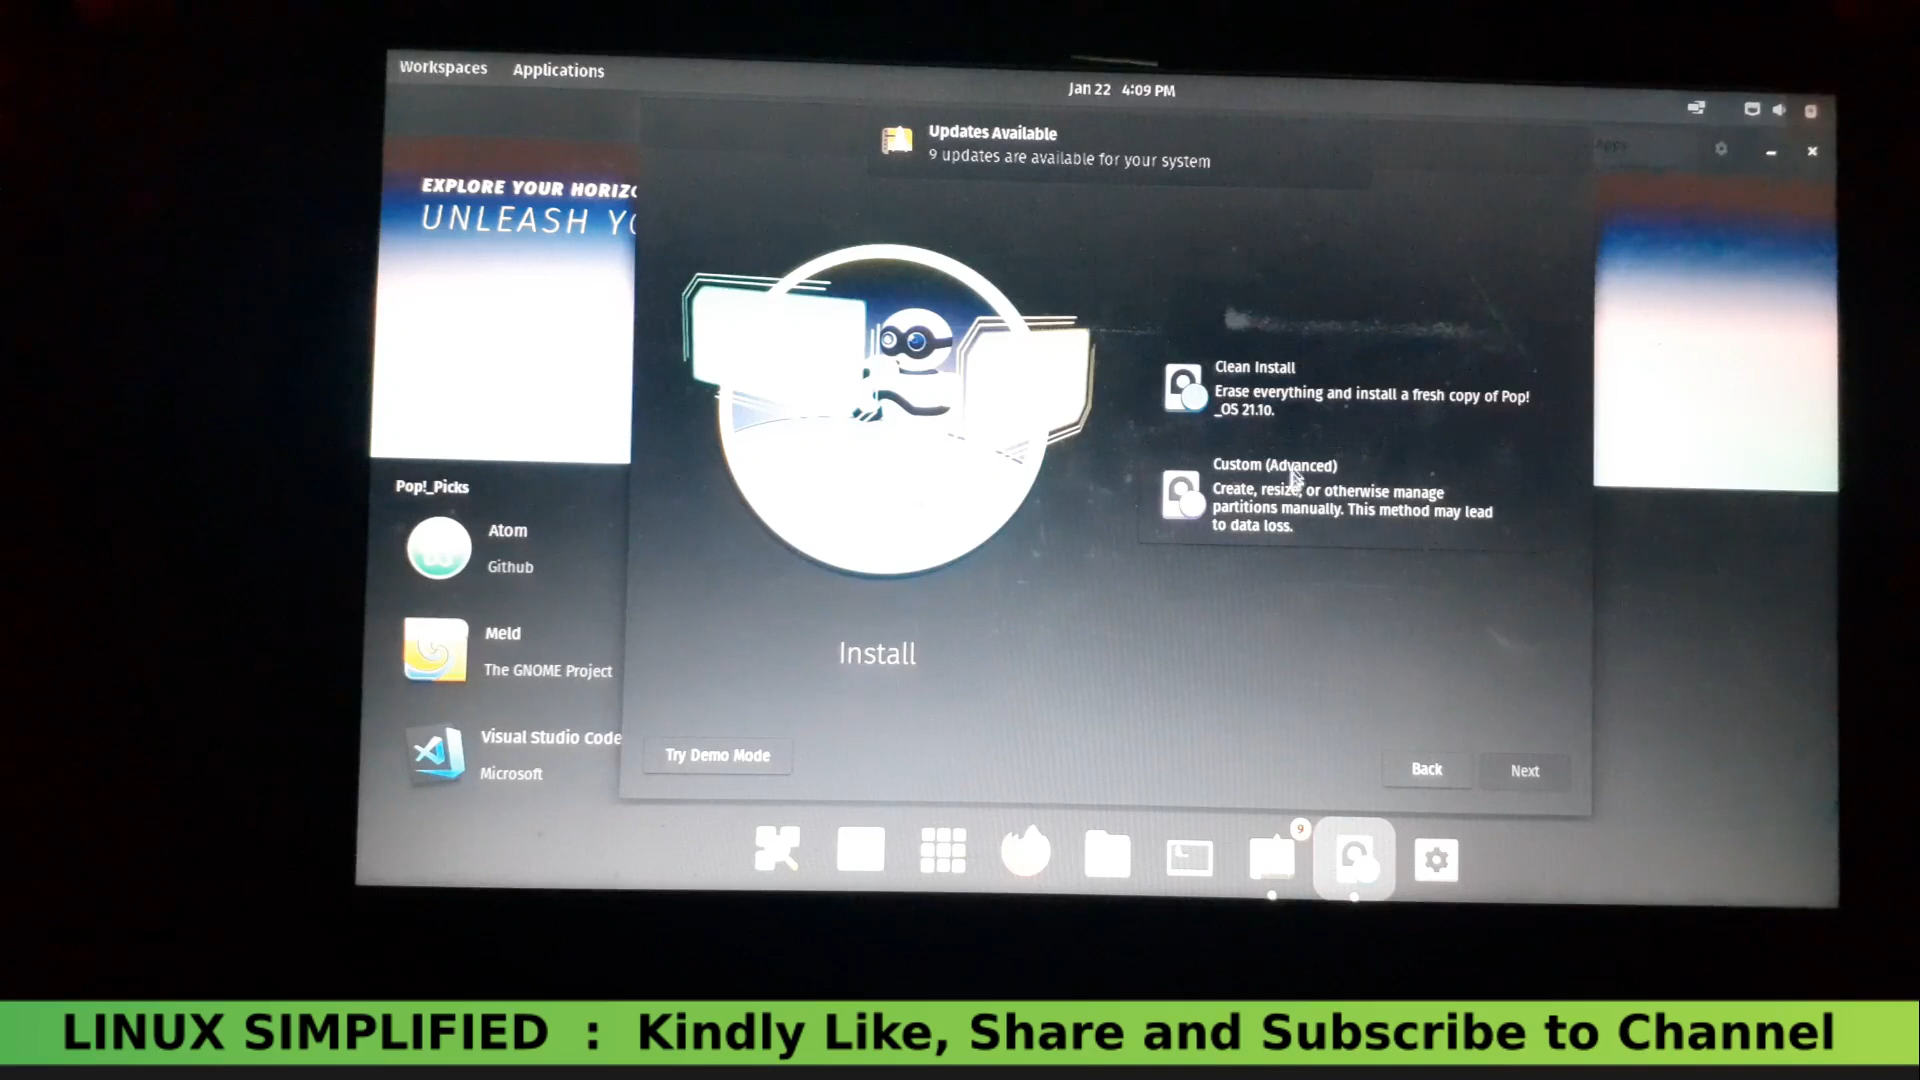 Workspaces Applications
Jan 22 4:09 PM
Updates Available
9 updates are available for your system
Apps
EXPLORE YOUR HORIZO
UNLEASH YO
Clean Install
Erase everything and install a fresh copy of Pop!
_OS 21.10.
Custom (Advanced)
Create, resize, or otherwise manage
partitions manually. This method may lead
to data loss.
Pop!_Picks
Atom
Github
Meld
The GNOME Project
Visual Studio Code
Microsoft
Install
Try Demo Mode
Back
Next
9
LINUX SIMPLIFIED : Kindly Like, Share and Subscribe to Channel